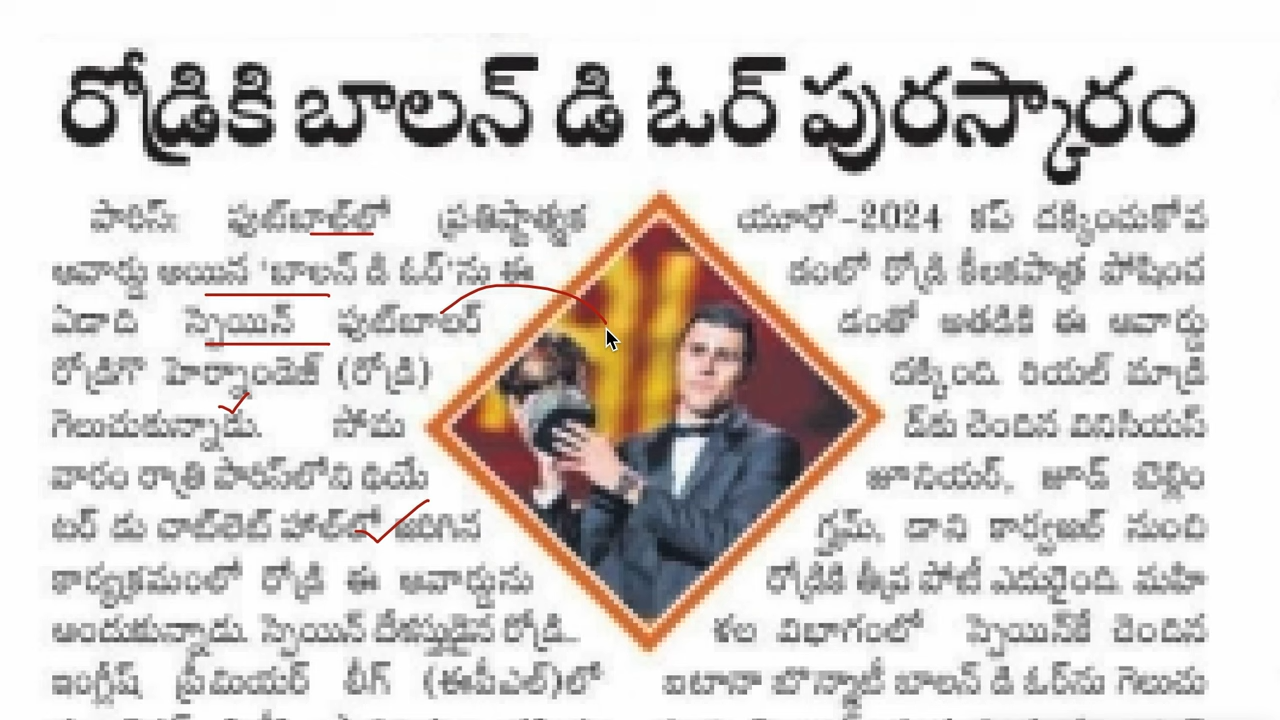 రోడ్రికి బాలన్ డి ఓర్ పురస్కారం
పారిస్: ఫుట్‌బాల్‌లో ప్రతిష్ఠాత్మక
అవార్డు అయిన 'బాలన్ డి ఓర్'ను ఈ
ఏడాది స్పెయిన్ ఫుట్‌బాలర్
రోడ్రిగొ హెర్నాండెజ్ (రోడ్రి)
గెలుచుకున్నాడు. సోమ
వారం రాత్రి పారిస్‌లోని థియే
టర్ డు చాట్‌లెట్ హాల్‌లో జరిగిన
కార్యక్రమంలో రోడ్రి ఈ అవార్డును
అందుకున్నాడు. స్పెయిన్ దేశస్తుడైన రోడ్రి..
ఇంగ్లిష్ ప్రీమియర్ లీగ్ (ఈపీఎల్)లో
యూరో-2024 కప్ దక్కించుకోవ
డంలో రోడ్రి కీలకపాత్ర పోషించ
డంతో అతడికి ఈ అవార్డు
దక్కింది. రియల్ మాడ్రి
డ్‌కు చెందిన వినిసియస్
జూనియర్, జూడ్ బెల్లిం
గ్హమ్, డాని కార్వజల్ నుంచి
రోడ్రికి తీవ్ర పోటీ ఎదురైంది. మహి
ళల విభాగంలో స్పెయిన్‌కే చెందిన
ఐటానా బొన్మాటీ బాలన్ డి ఓర్‌ను గెలుచు